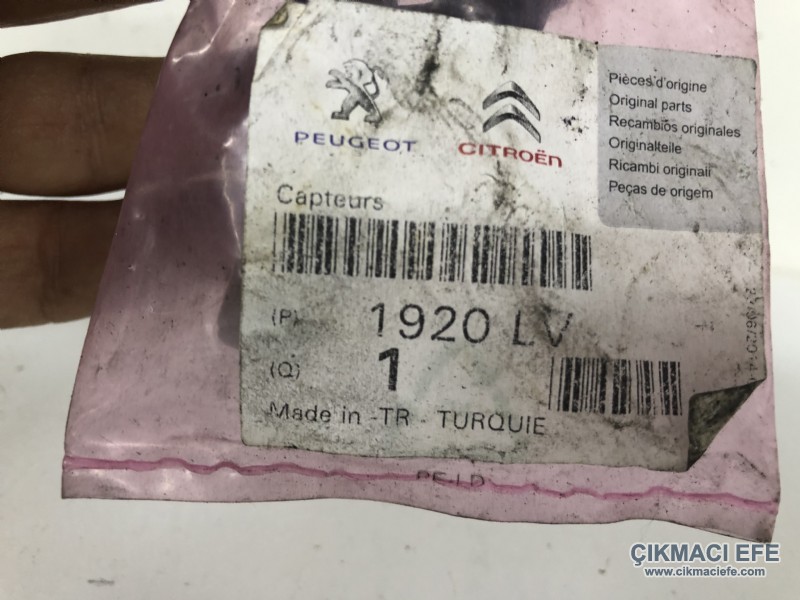 PEUGEOT
CITROËN
Pièces d'origine
Original parts
Recambios originales
Originalteile
Ricambi originali
Peças de origem
Capteurs
(P) 1920 LV
(Q) 1
Made in -TR - TURQUIE
PE-LD
ÇIKMACI EFE
www.cikmaciefe.com